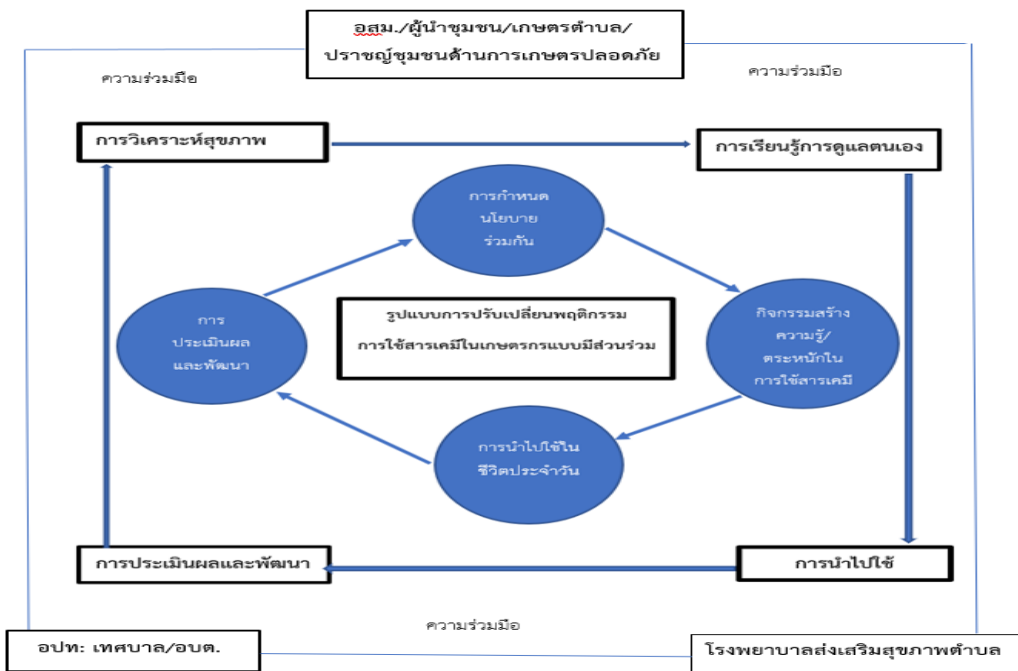 อสม./ผู้นำชุมชน/เกษตรตำบล/
ปราชญ์ชุมชนด้านการเกษตรปลอดภัย
ความร่วมมือ
ความร่วมมือ
การวิเคราะห์สุขภาพ
การเรียนรู้การดูแลตนเอง
การกำหนด
นโยบาย
ร่วมกัน
การ
ประเมินผล
และพัฒนา
รูปแบบการปรับเปลี่ยนพฤติกรรม
การใช้สารเคมีในเกษตรกรแบบมีส่วนร่วม
กิจกรรมสร้าง
ความรู้/
ตระหนักใน
การใช้สารเคมี
การนำไปใช้ใน
ชีวิตประจำวัน
การประเมินผลและพัฒนา
การนำไปใช้
ความร่วมมือ
อปท: เทศบาล/อบต.
โรงพยาบาลส่งเสริมสุขภาพตำบล